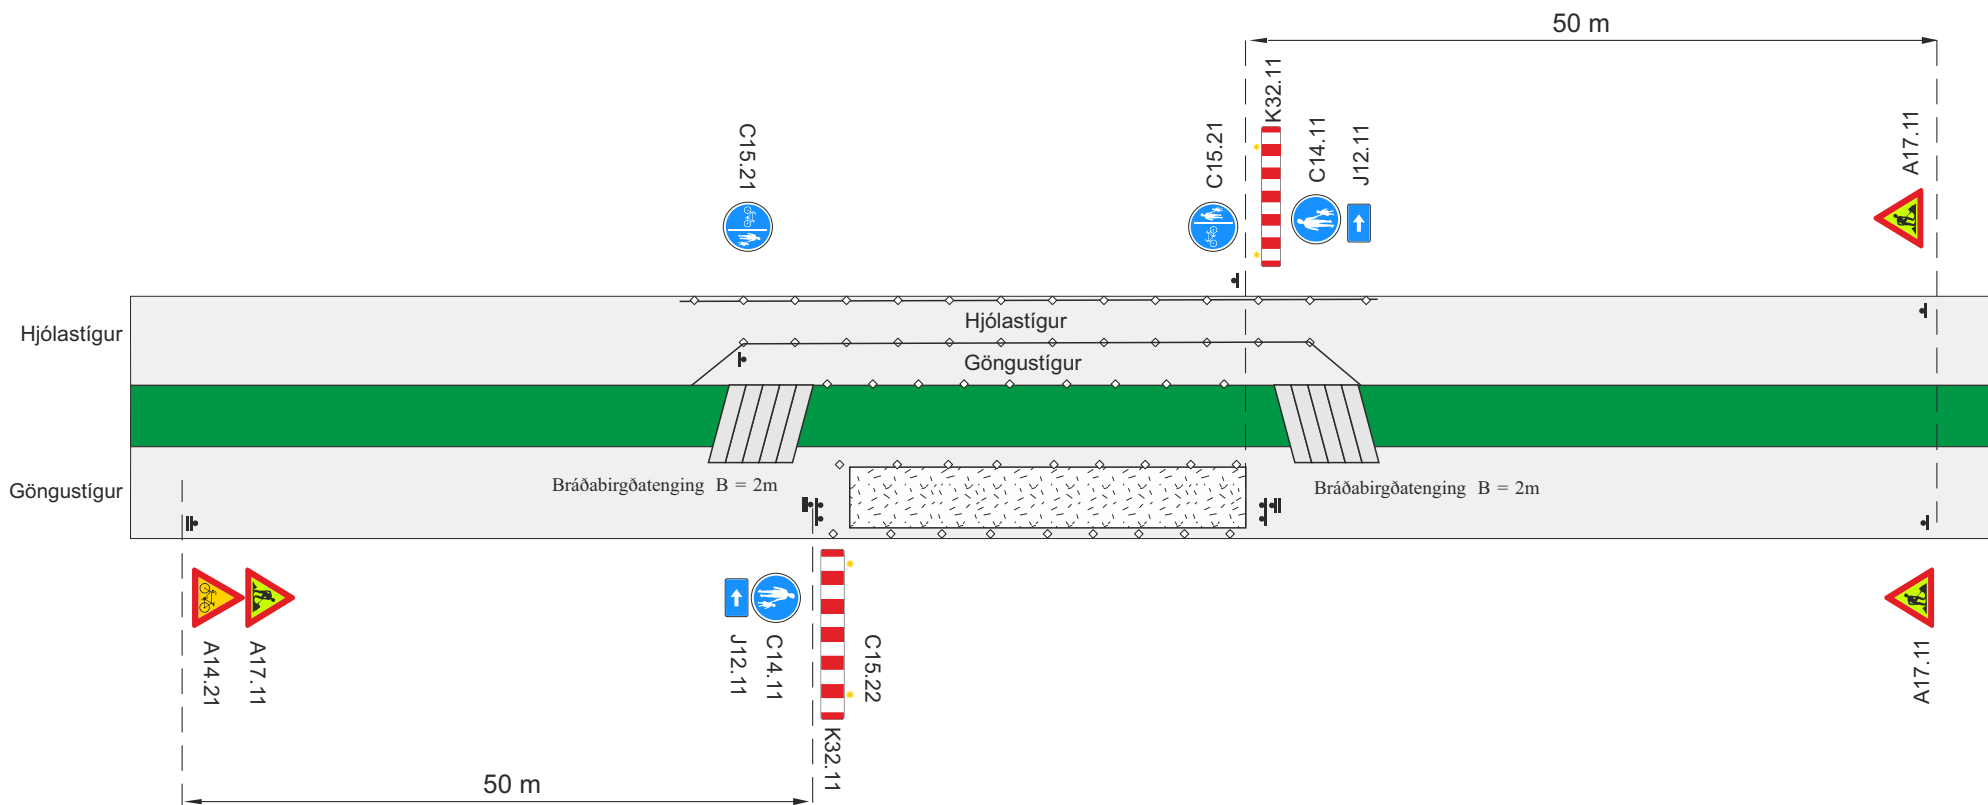 50 m
K32.11
C15.21
C15.21
C14.11
J12.11
A17.11
Hjólastígur
Hjólastígur
Göngustígur
Göngustígur
Bráðabirgðatenging B = 2m
Bráðabirgðatenging B = 2m
A14.21
A17.11
J12.11
C14.11
C15.22
K32.11
A17.11
50 m